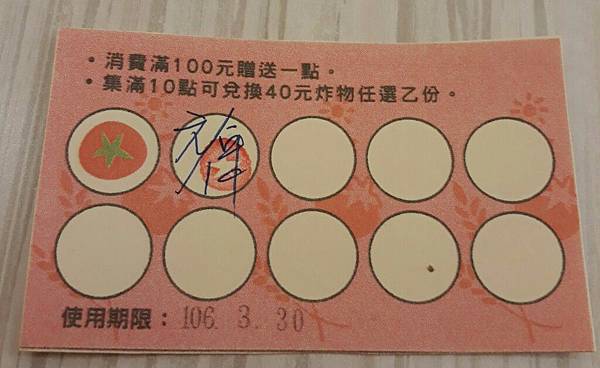 ・消費滿100元贈送一點。
・集滿10點可兌換40元炸物任選乙份。
使用期限：106. 3. 30